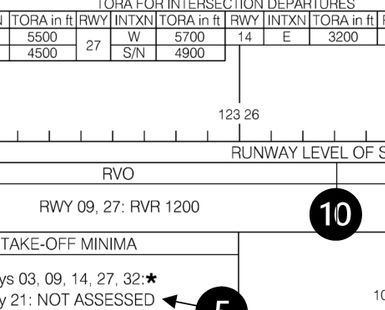 TORA FOR INTERSECTION DEPARTURES
TORA in ft RWY INTXN TORA in ft RWY INTXN TORA in ft
5500 27 W 5700 14 E 3200
4500 S/N 4900
123 26
RUNWAY LEVEL OF S
RVO
RWY 09, 27: RVR 1200
10
TAKE-OFF MINIMA
ys 03, 09, 14, 27, 32:*
y 21: NOT ASSESSED
5
10